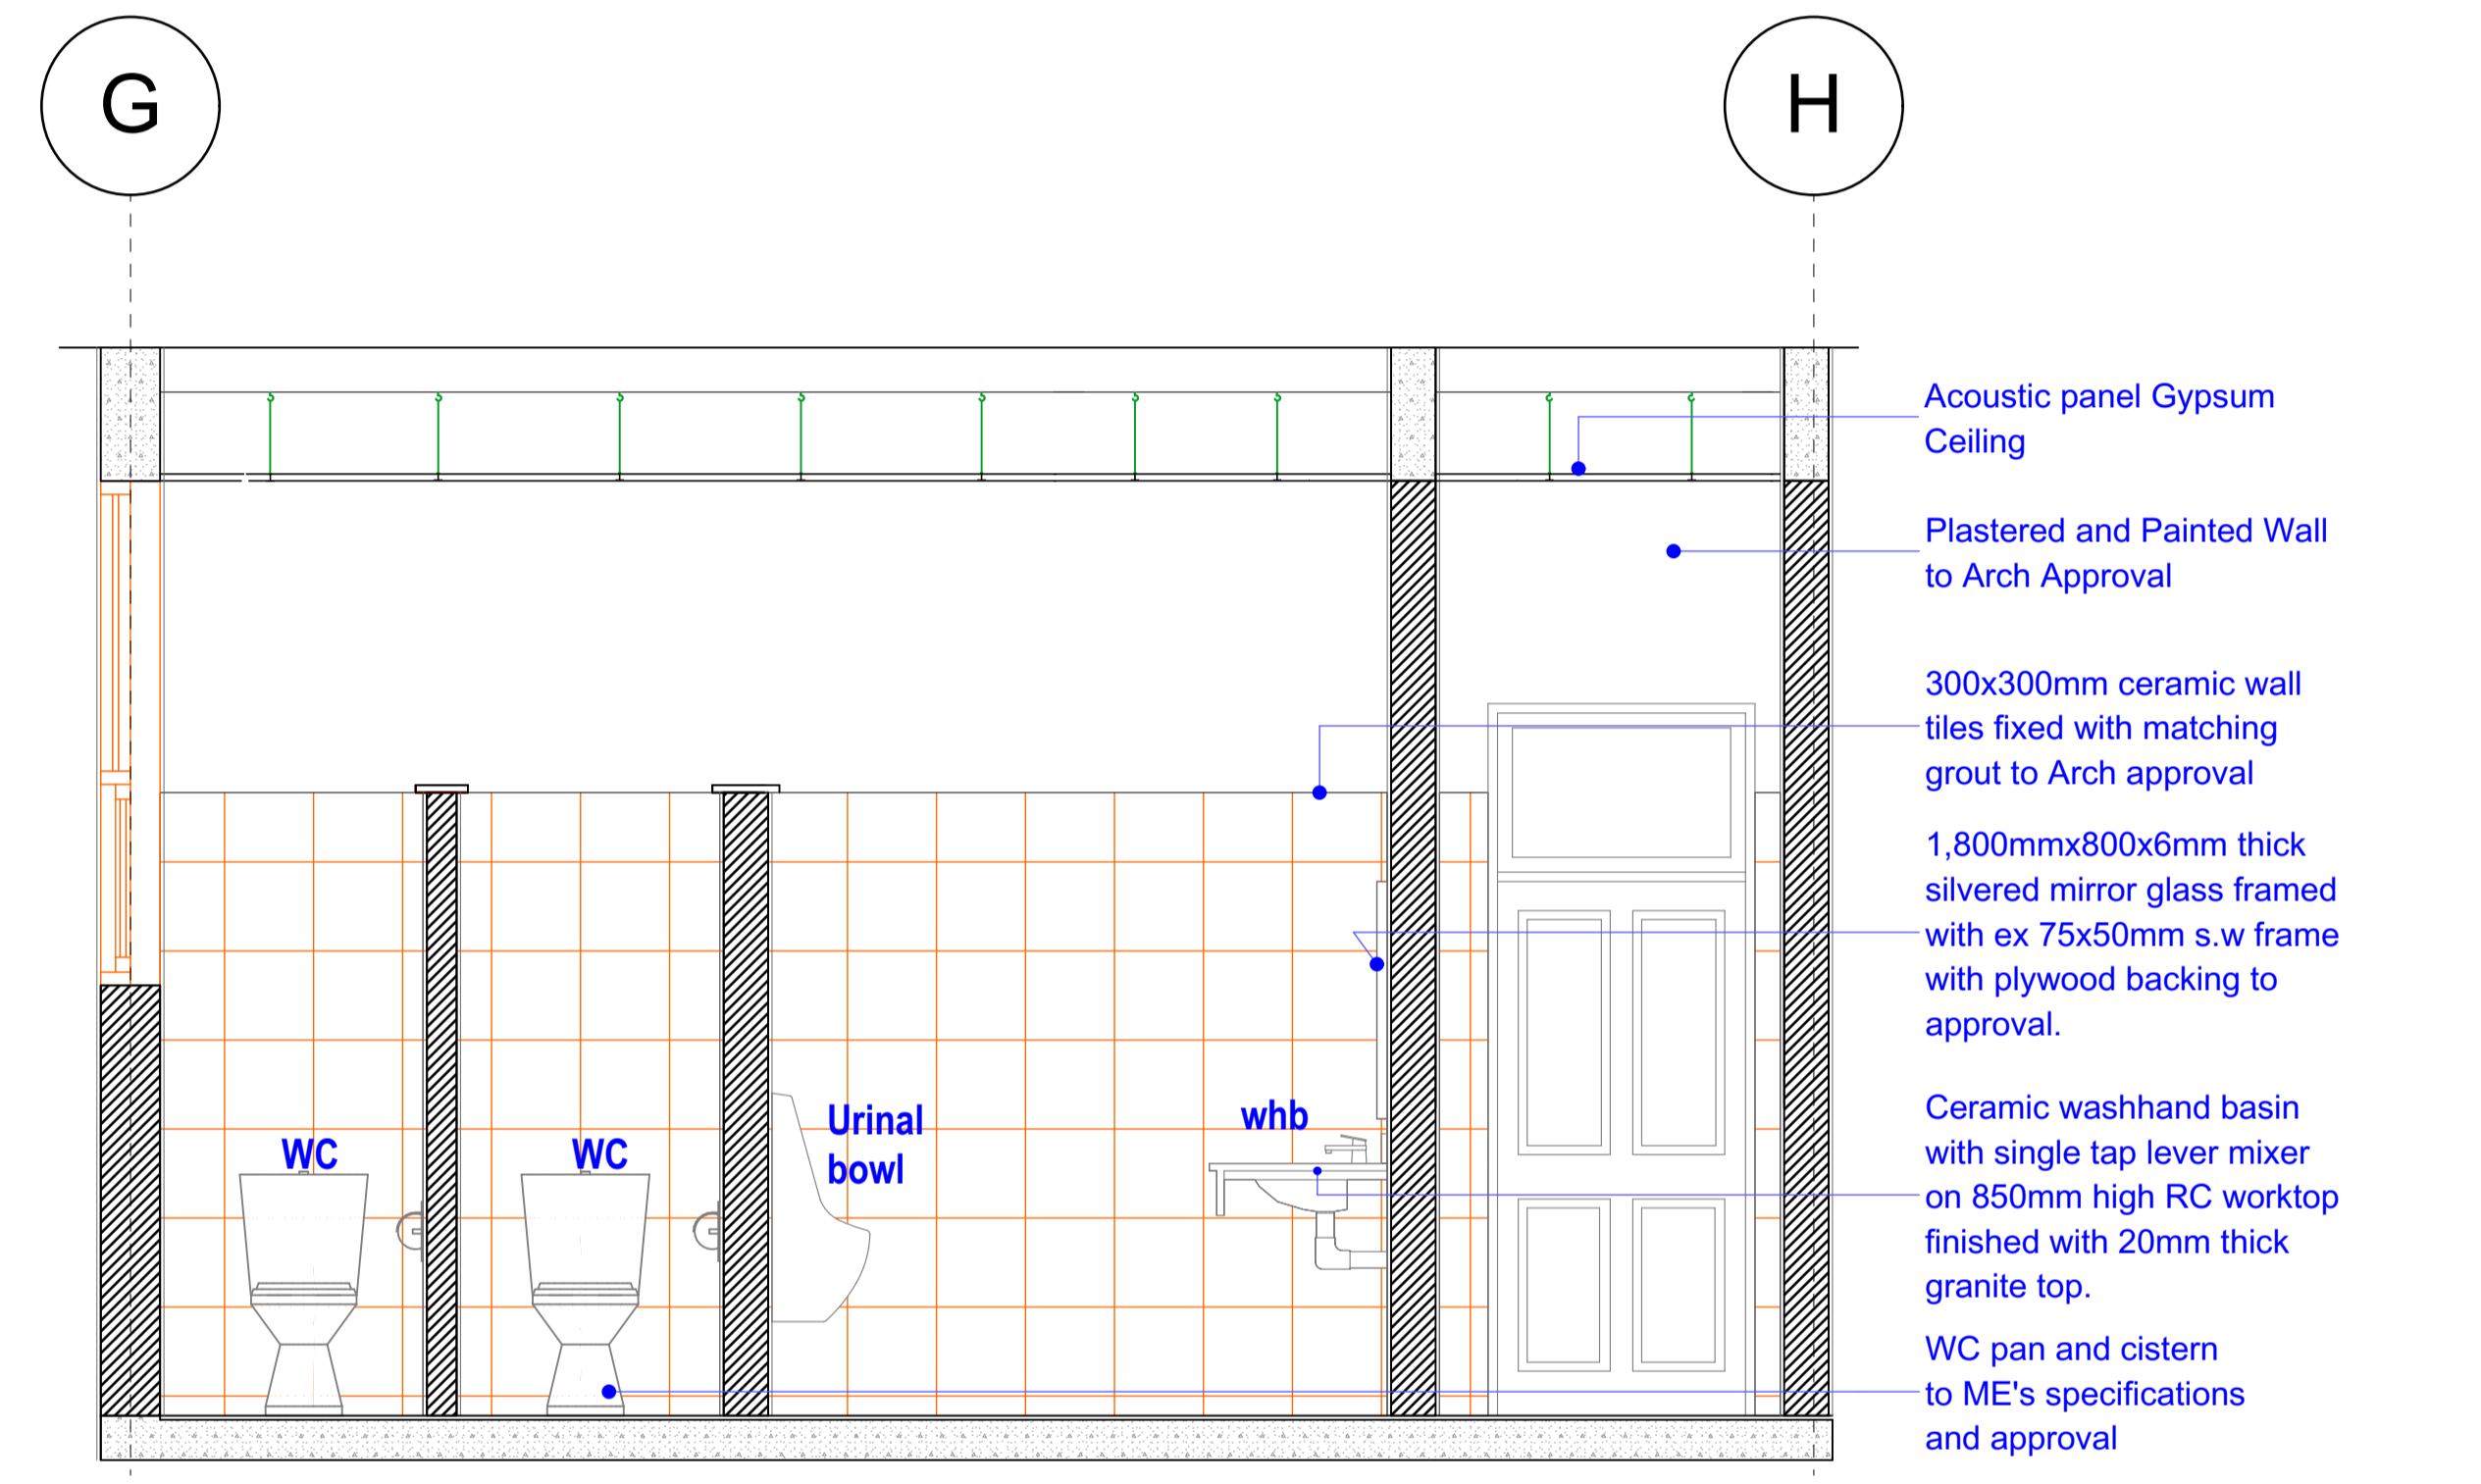 G
H
Acoustic panel Gypsum
Ceiling
Plastered and Painted Wall
to Arch Approval
300x300mm ceramic wall
tiles fixed with matching
grout to Arch approval
1,800mmx800x6mm thick
silvered mirror glass framed
with ex 75x50mm s.w frame
with plywood backing to
approval.
Ceramic washhand basin
with single tap lever mixer
on 850mm high RC worktop
finished with 20mm thick
granite top.
WC pan and cistern
to ME's specifications
and approval
WC
WC
Urinal
bowl
whb